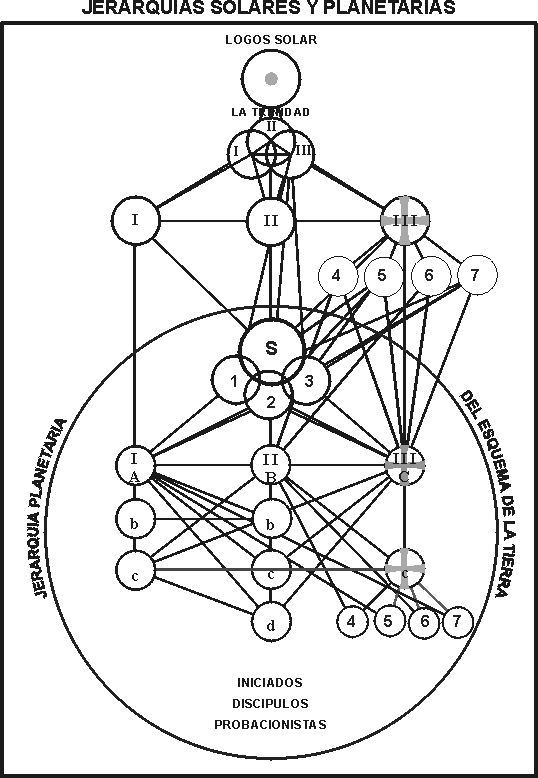 JERARQUIAS SOLARES Y PLANETARIAS
LOGOS SOLAR
LA TRINIDAD
II
I III
I II III
4 5 6 7
S
1 3
2
I II III
A B C
b b
c c c
d
4 5 6 7
JERARQUIA PLANETARIA
DEL ESQUEMA DE LA TIERRA
INICIADOS
DISCIPULOS
PROBACIONISTAS